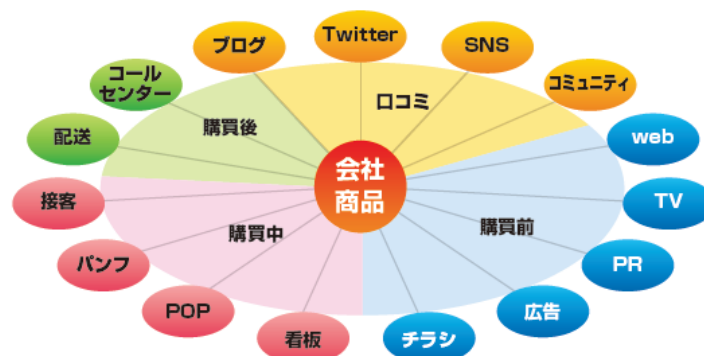 Twitter
ブログ
SNS
コール
センター
口コミ
コミュニティ
購買後
配送
web
会社
商品
接客
TV
購買中
購買前
パンフ
PR
POP
広告
看板
チラシ